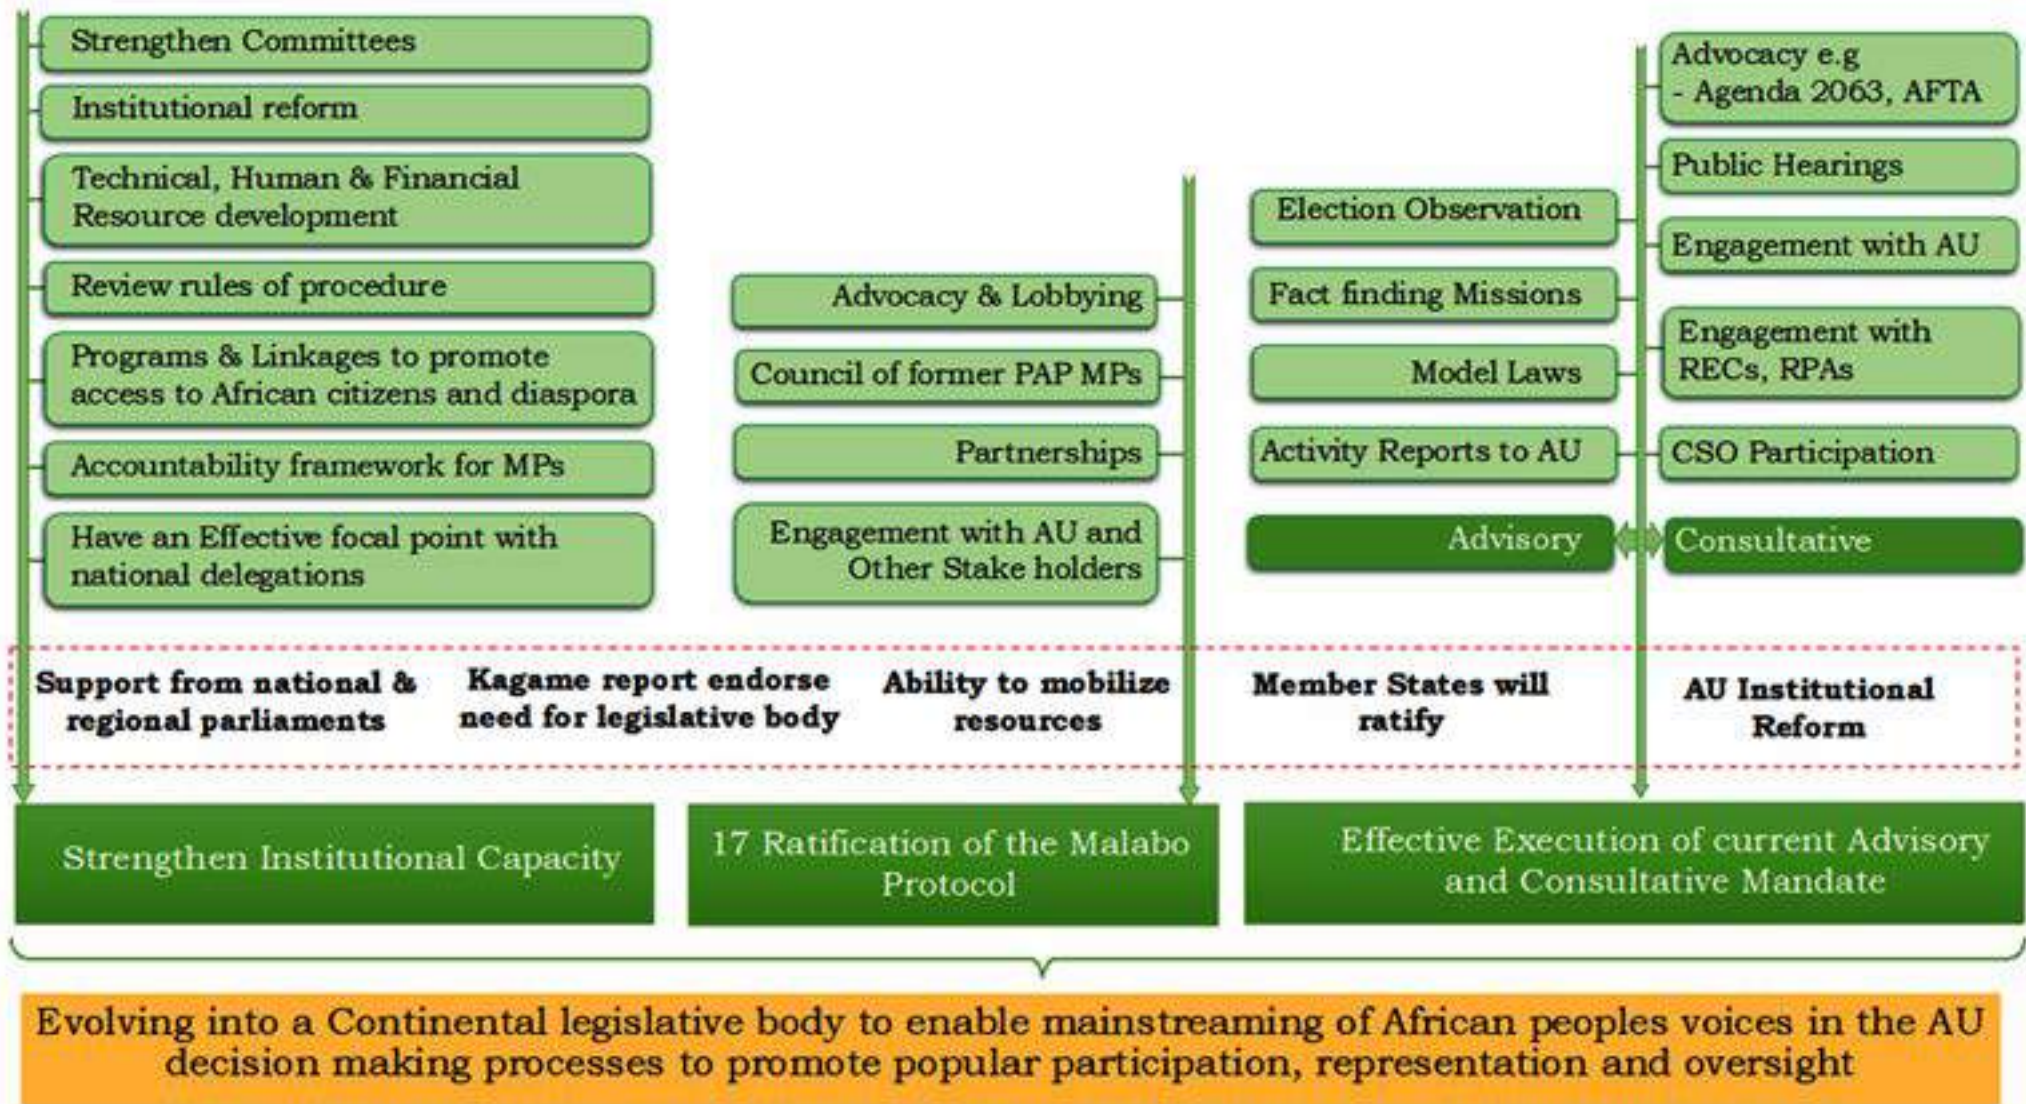 Strengthen Committees
Institutional reform
Technical, Human & Financial
Resource development
Review rules of procedure
Programs & Linkages to promote
access to African citizens and diaspora
Accountability framework for MPs
Have an Effective focal point with
national delegations
Advocacy & Lobbying
Council of former PAP MPs
Partnerships
Engagement with AU and
Other Stake holders
Election Observation
Fact finding Missions
Model Laws
Activity Reports to AU
Advisory
Advocacy e.g
- Agenda 2063, AFTA
Public Hearings
Engagement with AU
Engagement with
RECs, RPAs
CSO Participation
Consultative
Support from national &
regional parliaments
Kagame report endorse
need for legislative body
Ability to mobilize
resources
Member States will
ratify
AU Institutional
Reform
Strengthen Institutional Capacity
17 Ratification of the Malabo
Protocol
Effective Execution of current Advisory
and Consultative Mandate
Evolving into a Continental legislative body to enable mainstreaming of African peoples voices in the AU
decision making processes to promote popular participation, representation and oversight